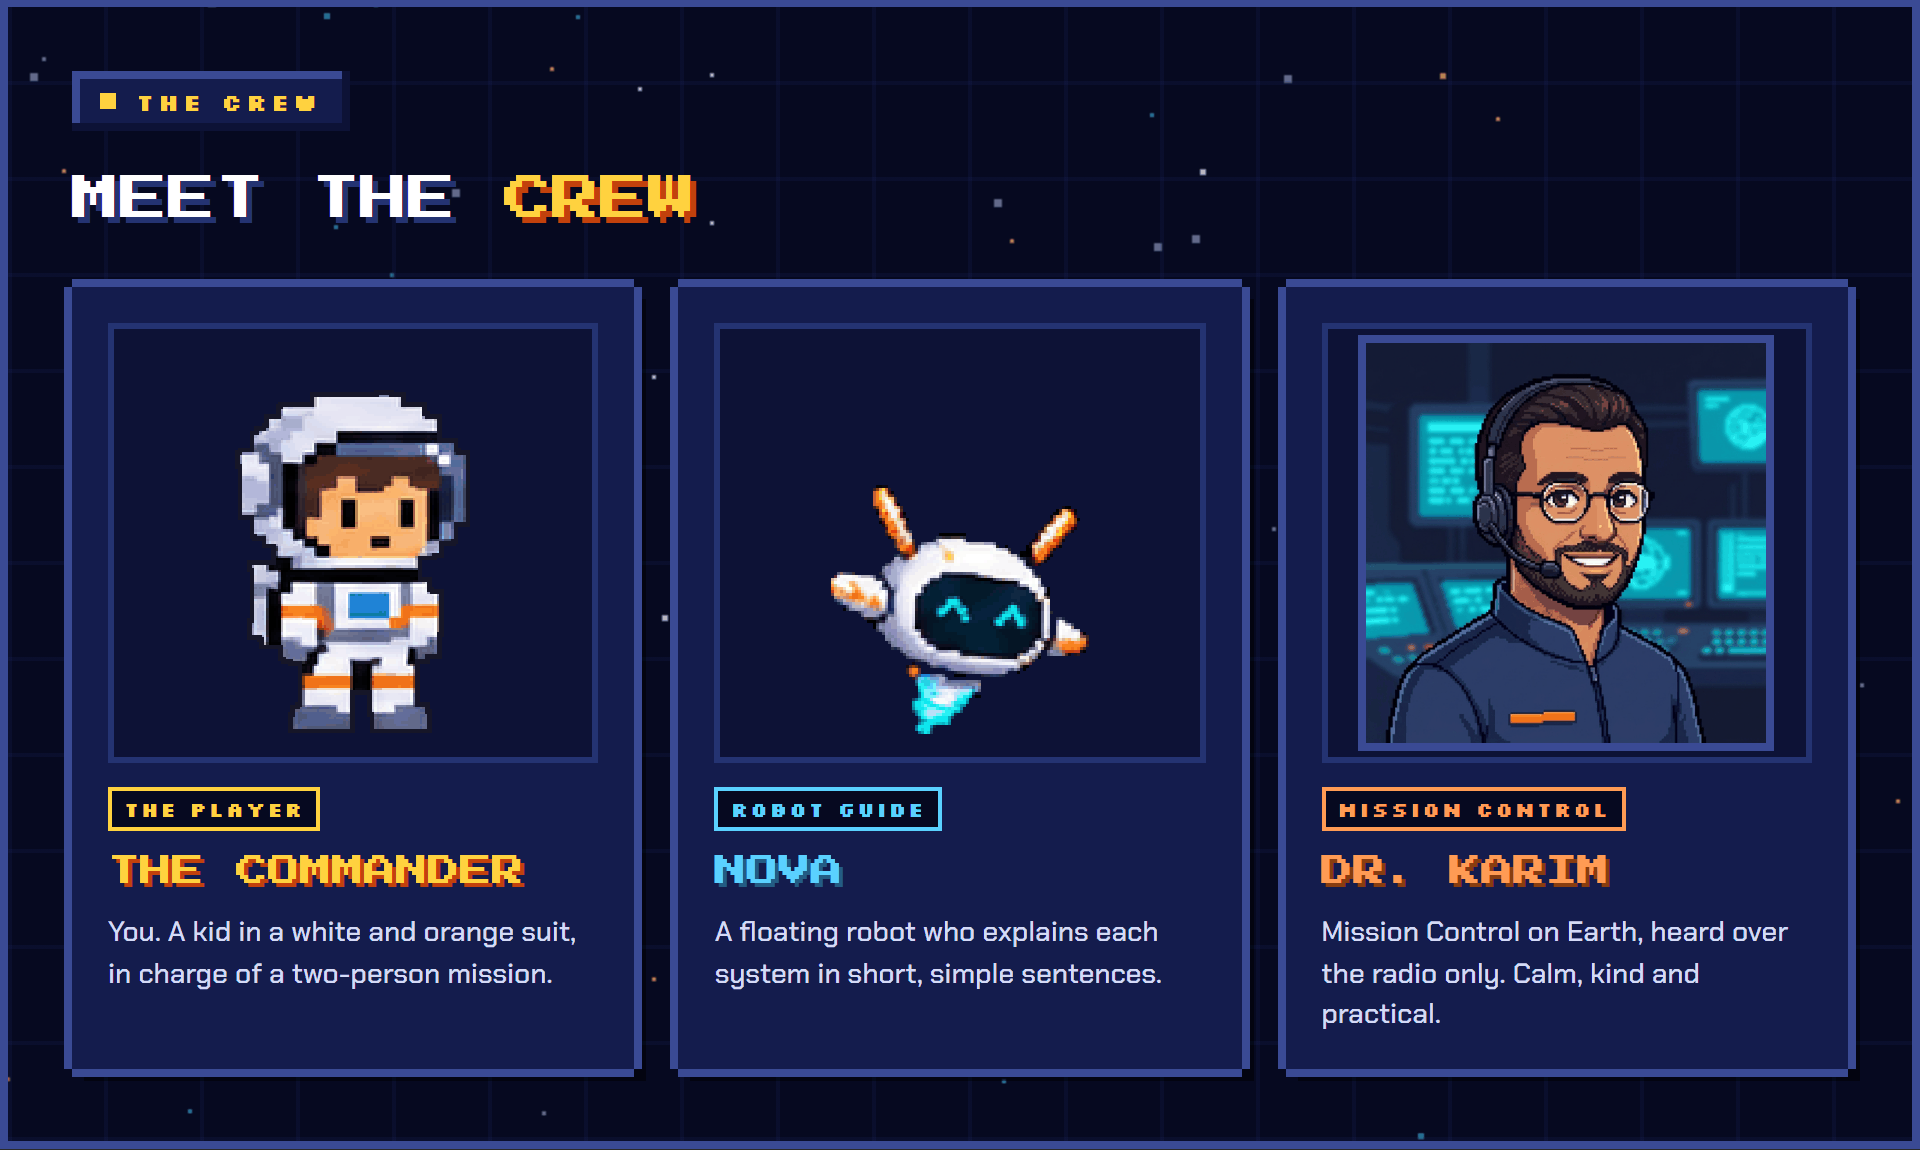 THE CREW
MEET THE CREW
THE PLAYER
THE COMMANDER
You. A kid in a white and orange suit,
in charge of a two-person mission.
ROBOT GUIDE
NOVA
A floating robot who explains each
system in short, simple sentences.
MISSION CONTROL
DR. KARIM
Mission Control on Earth, heard over
the radio only. Calm, kind and
practical.